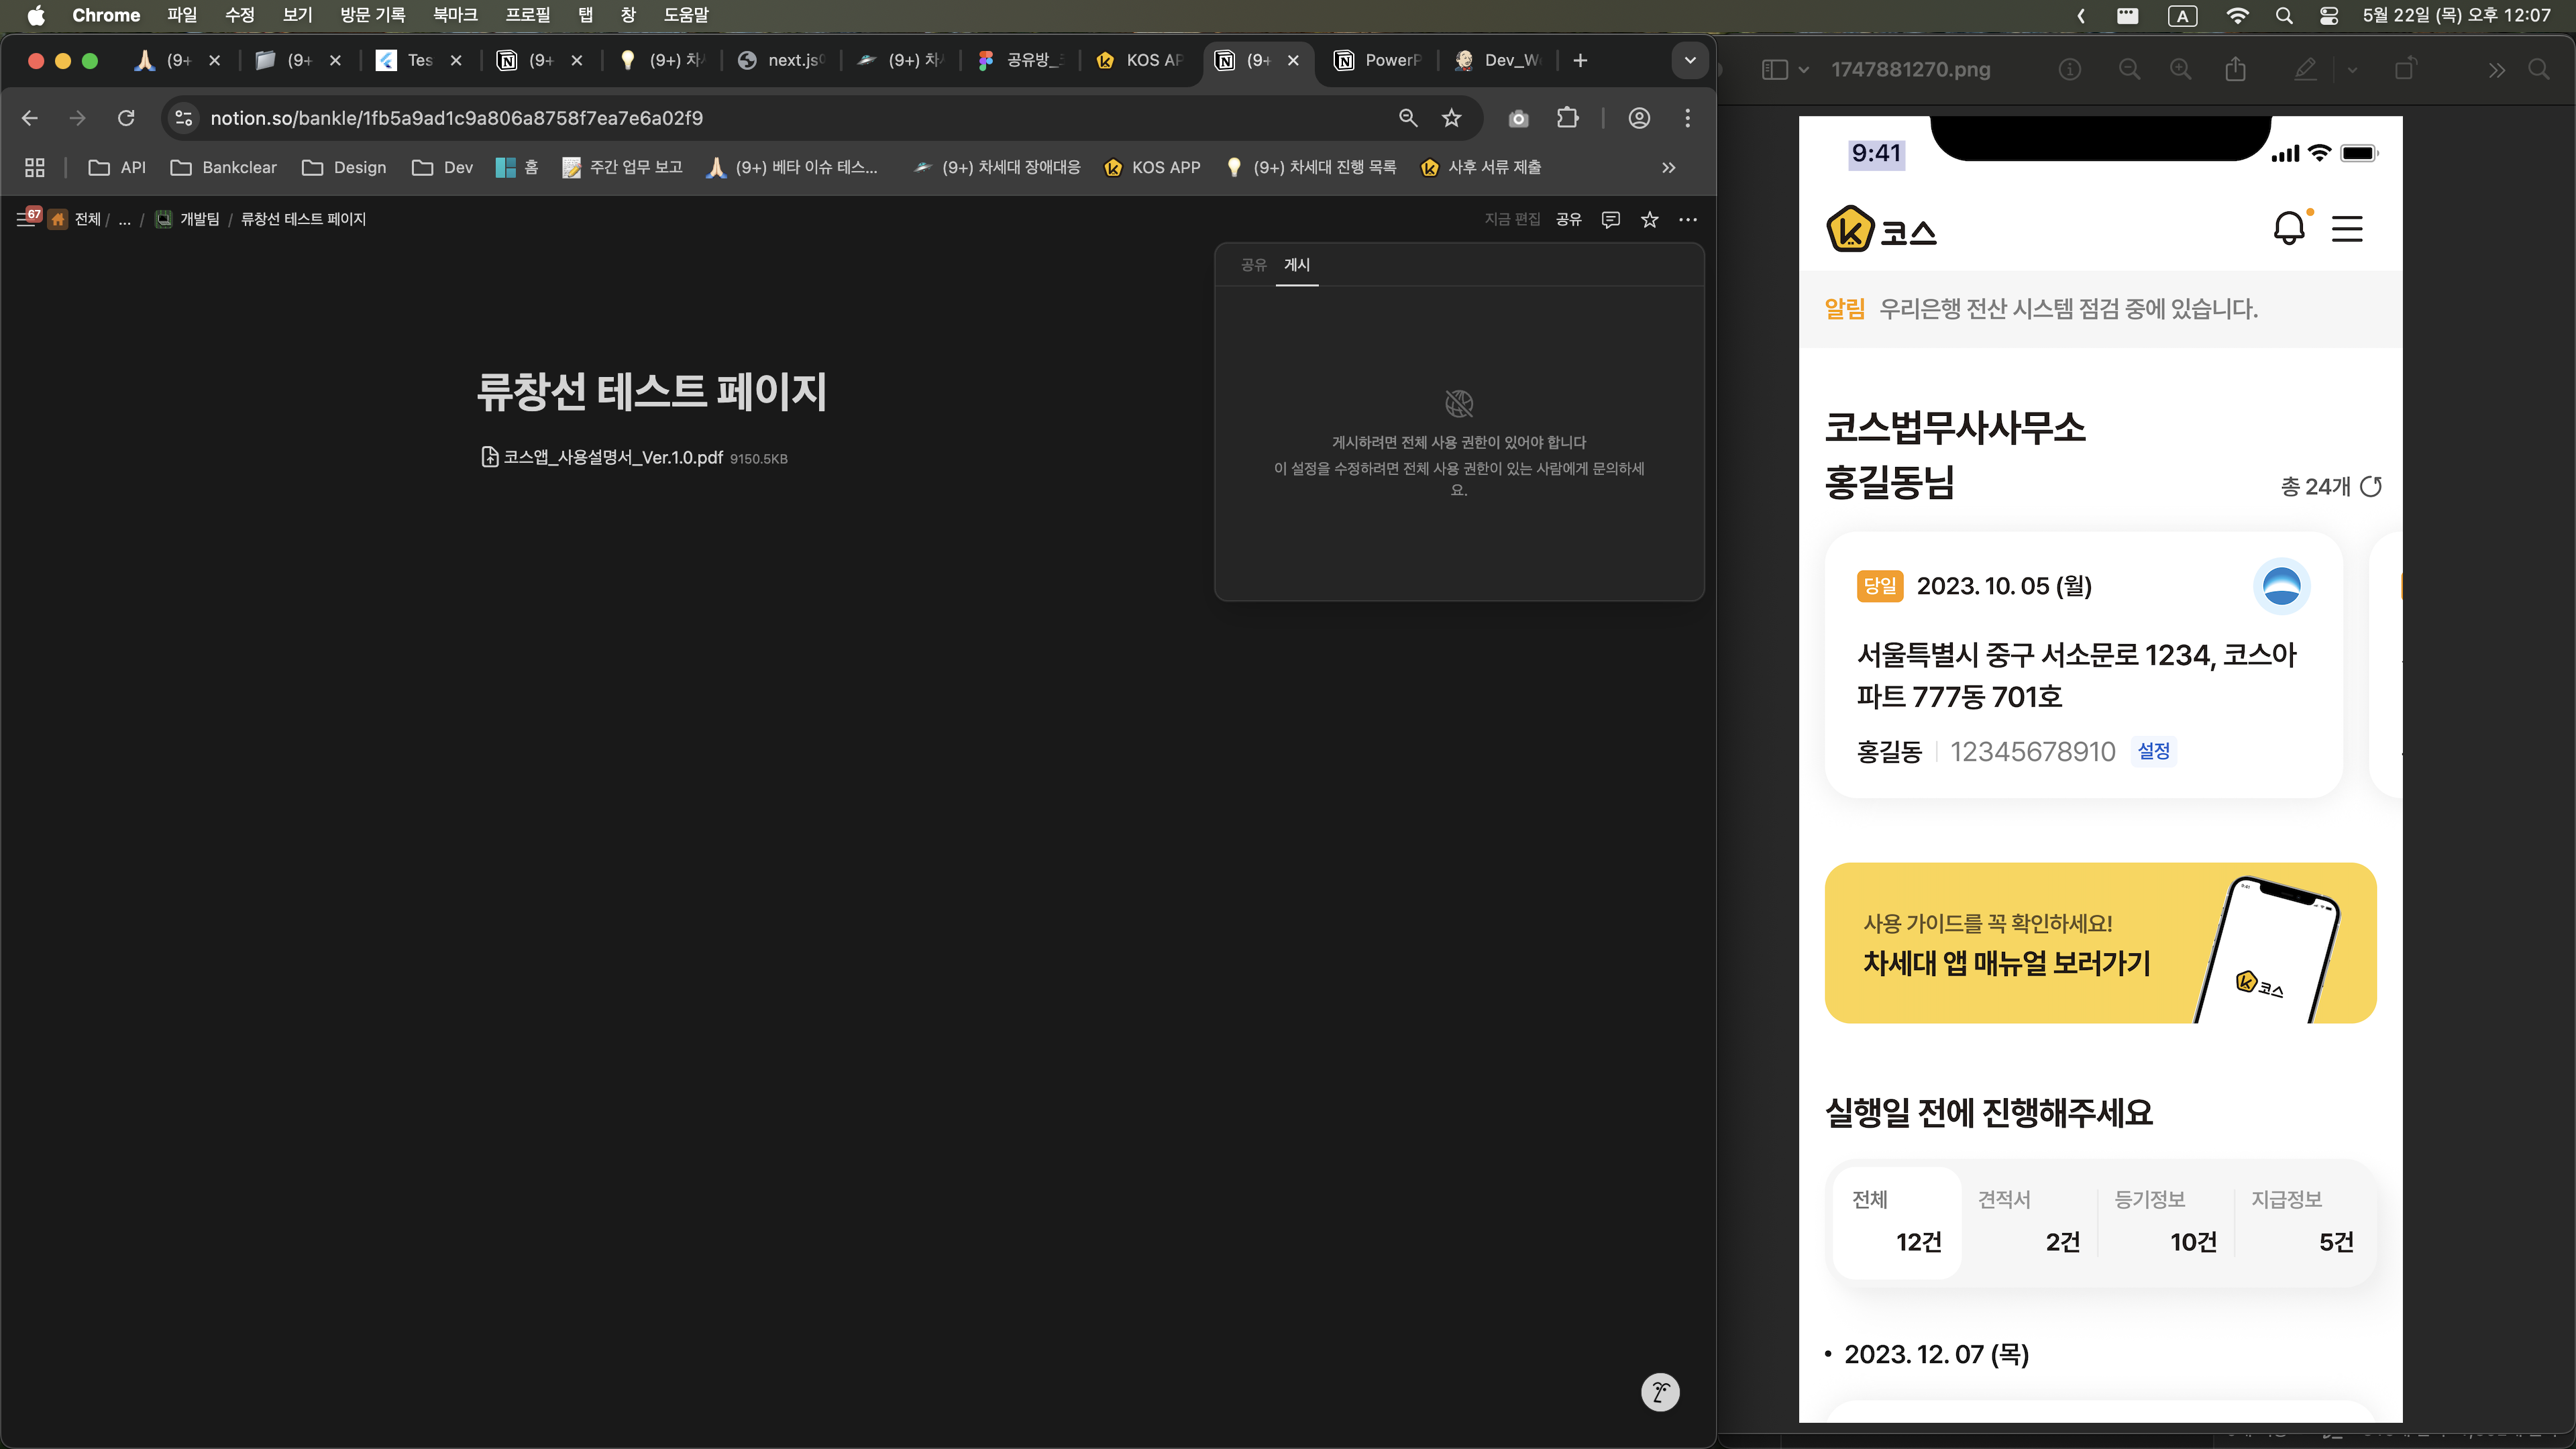 Chrome 파일 수정 보기 방문 기록 북마크 프로필 탭 창 도움말
A 5월 22일 (목) 오후 12:07
(9+ (9+ Tes (9+ (9+) 차 next.js (9+) 차 공유방_ KOS AP (9+ PowerP Dev_W
notion.so/bankle/1fb5a9ad1c9a806a8758f7ea7e6a02f9
API Bankclear Design Dev 홈 주간 업무 보고 (9+) 베타 이슈 테스... (9+) 차세대 장애대응 KOS APP (9+) 차세대 진행 목록 사후 서류 제출
67 전체 / ... / 개발팀 / 류창선 테스트 페이지
지금 편집 공유
공유 게시
게시하려면 전체 사용 권한이 있어야 합니다
이 설정을 수정하려면 전체 사용 권한이 있는 사람에게 문의하세
요.
류창선 테스트 페이지
코스앱_사용설명서_Ver.1.0.pdf 9150.5KB
1747881270.png
9:41
코스
알림 우리은행 전산 시스템 점검 중에 있습니다.
코스법무사사무소
홍길동님
총 24개
당일 2023. 10. 05 (월)
서울특별시 중구 서소문로 1234, 코스아
파트 777동 701호
홍길동 12345678910 설정
사용 가이드를 꼭 확인하세요!
차세대 앱 매뉴얼 보러가기
코스
실행일 전에 진행해주세요
전체 견적서 등기정보 지급정보
12건 2건 10건 5건
• 2023. 12. 07 (목)